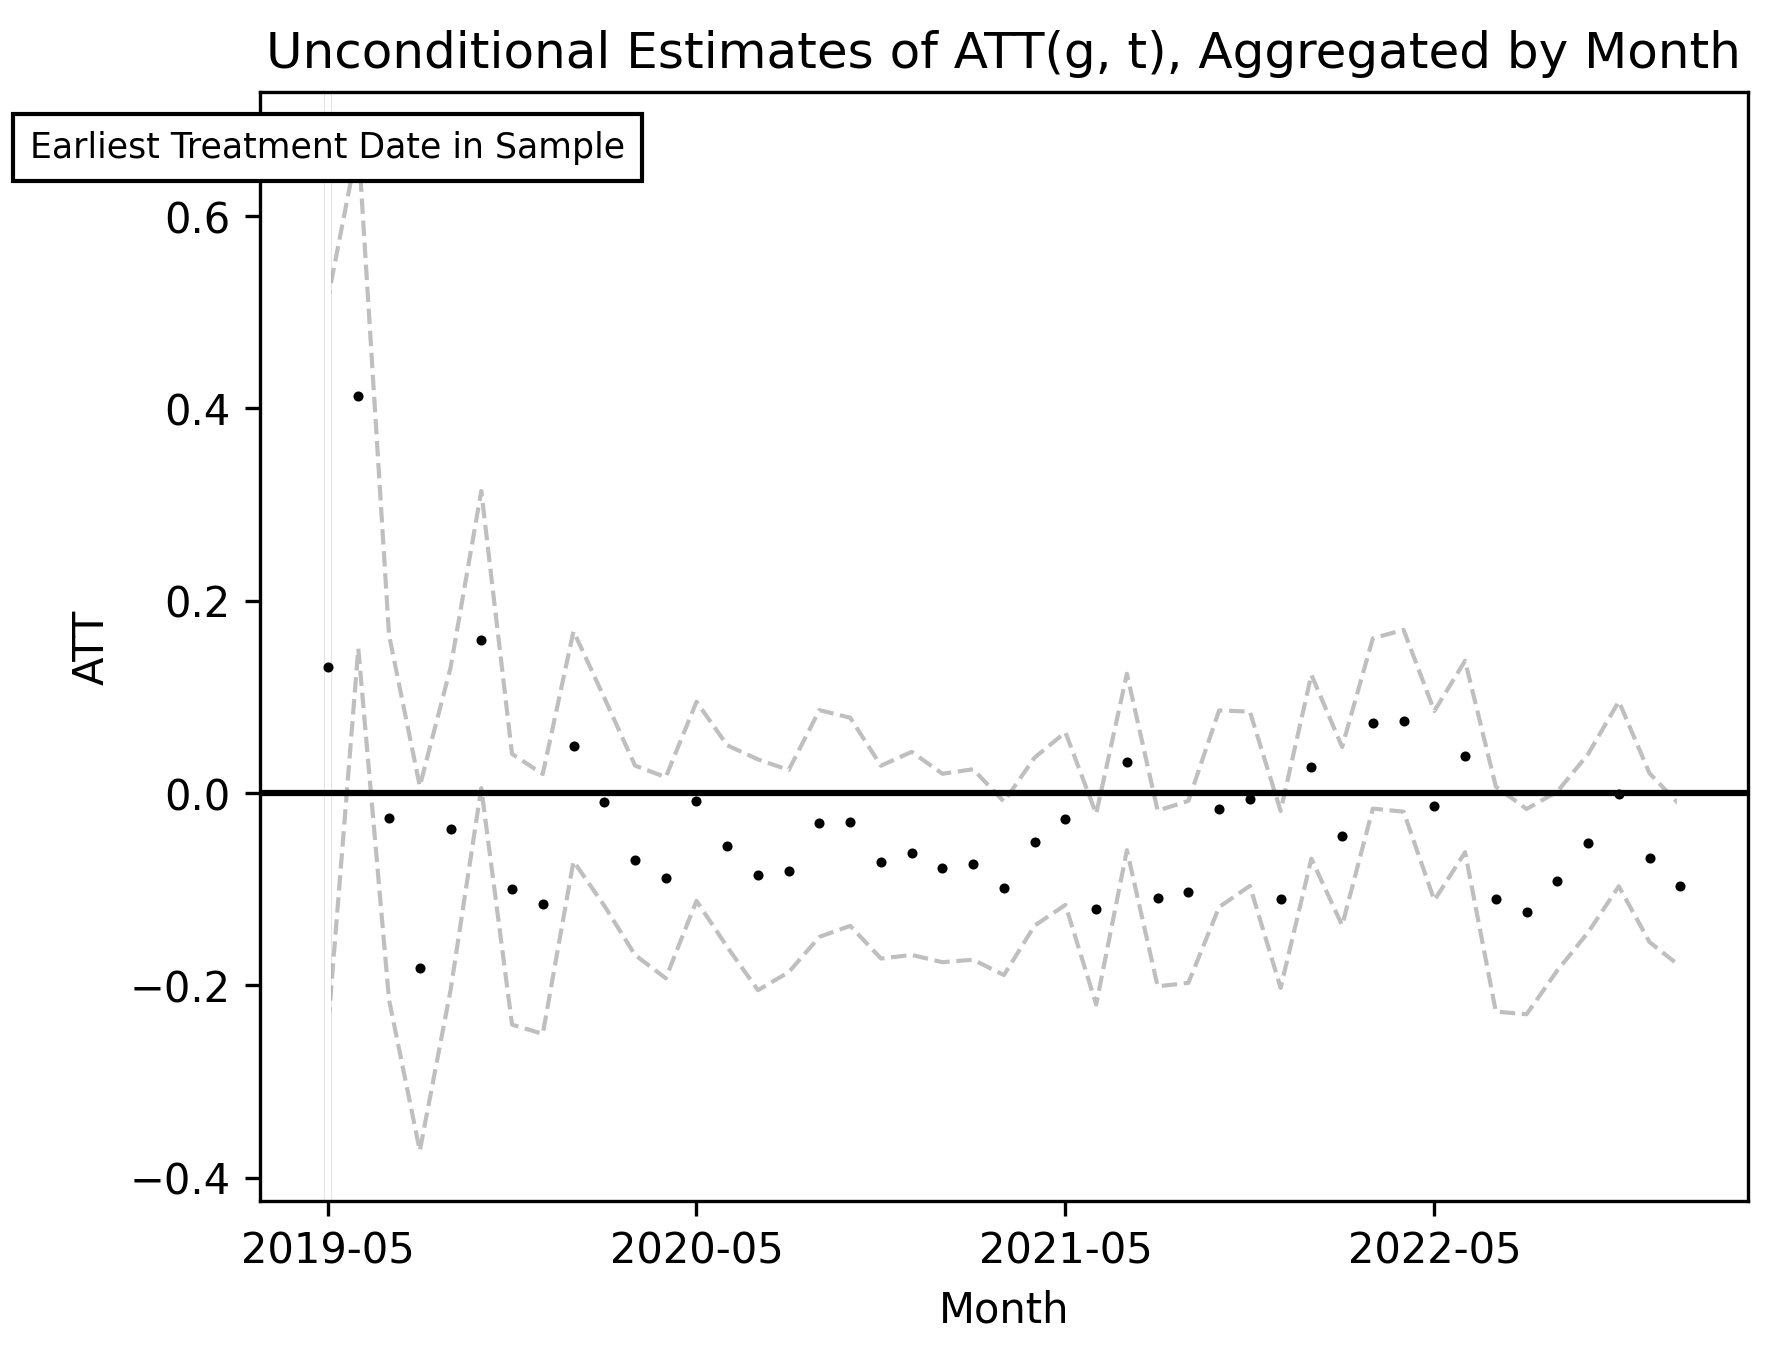 Unconditional Estimates of ATT(g, t), Aggregated by Month
Earliest Treatment Date in Sample
0.6
0.4
0.2
0.0
−0.2
−0.4
ATT
2019-05 2020-05 2021-05 2022-05
Month